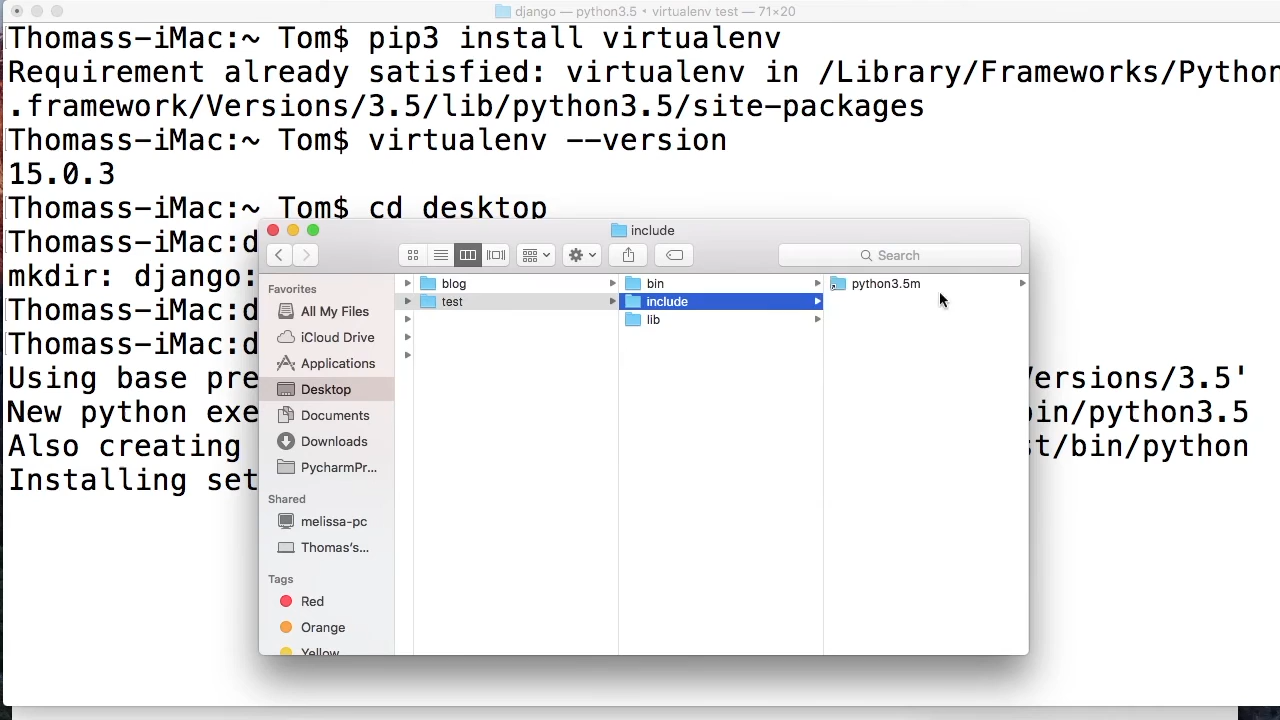 django — python3.5 • virtualenv test — 71×20
Thomass-iMac:~ Tom$ pip3 install virtualenv
Requirement already satisfied: virtualenv in /Library/Frameworks/Python
.framework/Versions/3.5/lib/python3.5/site-packages
Thomass-iMac:~ Tom$ virtualenv --version
15.0.3
Thomass-iMac:~ Tom$ cd desktop
Thomass-iMac:d
mkdir: django:
Thomass-iMac:d
Thomass-iMac:d
Using base pre
Versions/3.5'
New python exe
bin/python3.5
Also creating
st/bin/python
Installing set
include
Search
Favorites
All My Files
iCloud Drive
Applications
Desktop
Documents
Downloads
PycharmPr...
Shared
melissa-pc
Thomas's...
Tags
Red
Orange
Yellow
blog
test
bin
include
lib
python3.5m